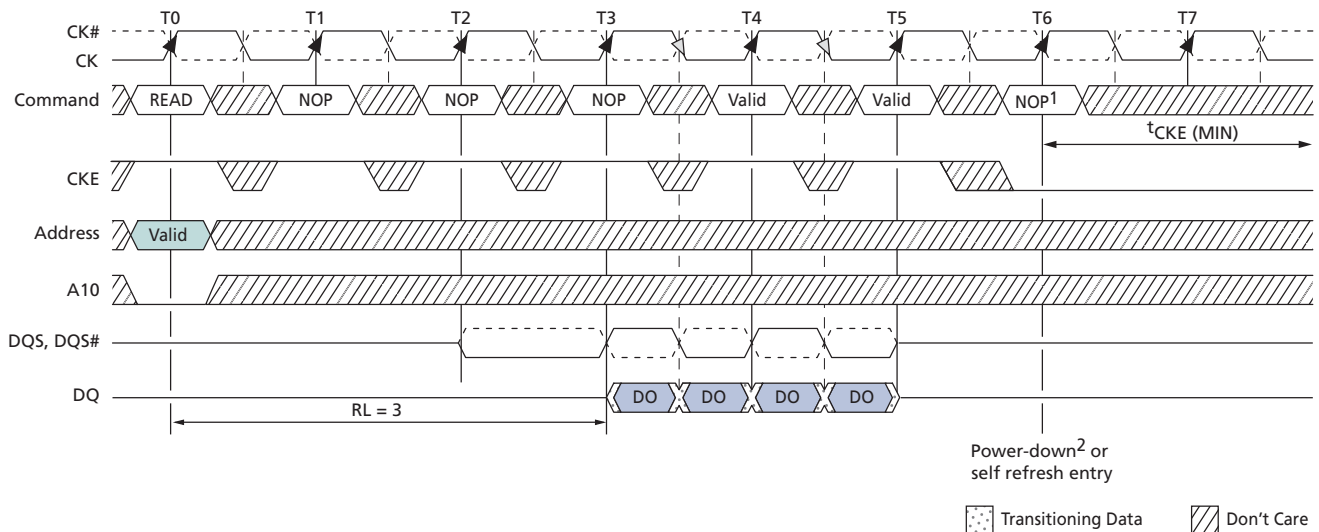 T0 T1 T2 T3 T4 T5 T6 T7
CK#
CK
Command READ NOP NOP NOP Valid Valid NOP1
tCKE (MIN)
CKE
Address Valid
A10
DQS, DQS#
DQ DO DO DO DO
RL = 3
Power-down2 or
self refresh entry
Transitioning Data Don't Care